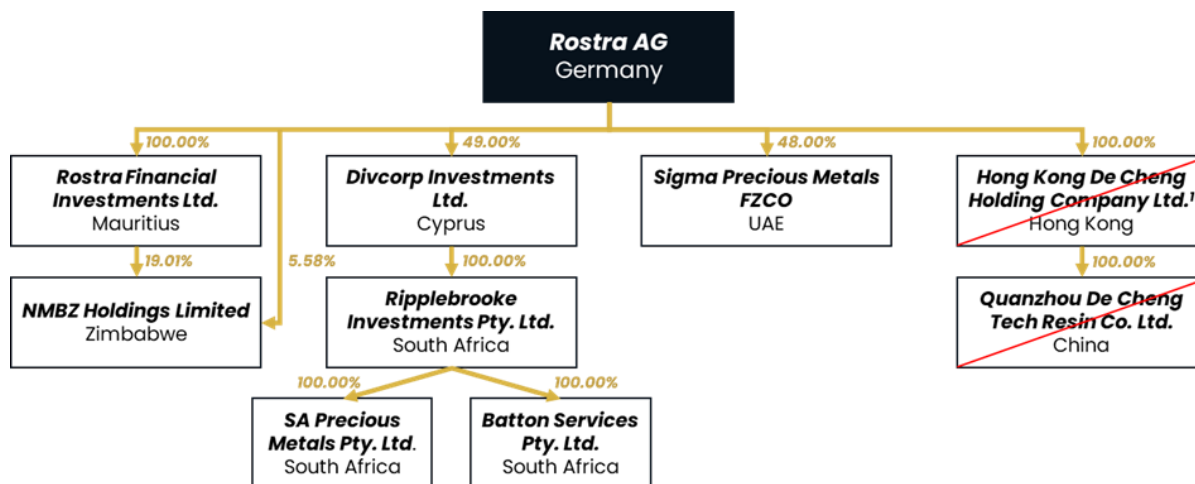 Rostra AG
Germany
100.00%
49.00%
48.00%
100.00%
Rostra Financial
Investments Ltd.
Mauritius
Divcorp Investments
Ltd.
Cyprus
Sigma Precious Metals
FZCO
UAE
Hong Kong De Cheng
Holding Company Ltd.¹
Hong Kong
19.01%
5.58%
100.00%
100.00%
NMBZ Holdings Limited
Zimbabwe
Ripplebrooke
Investments Pty. Ltd.
South Africa
Quanzhou De Cheng
Tech Resin Co. Ltd.
China
100.00%
100.00%
SA Precious
Metals Pty. Ltd.
South Africa
Batton Services
Pty. Ltd.
South Africa